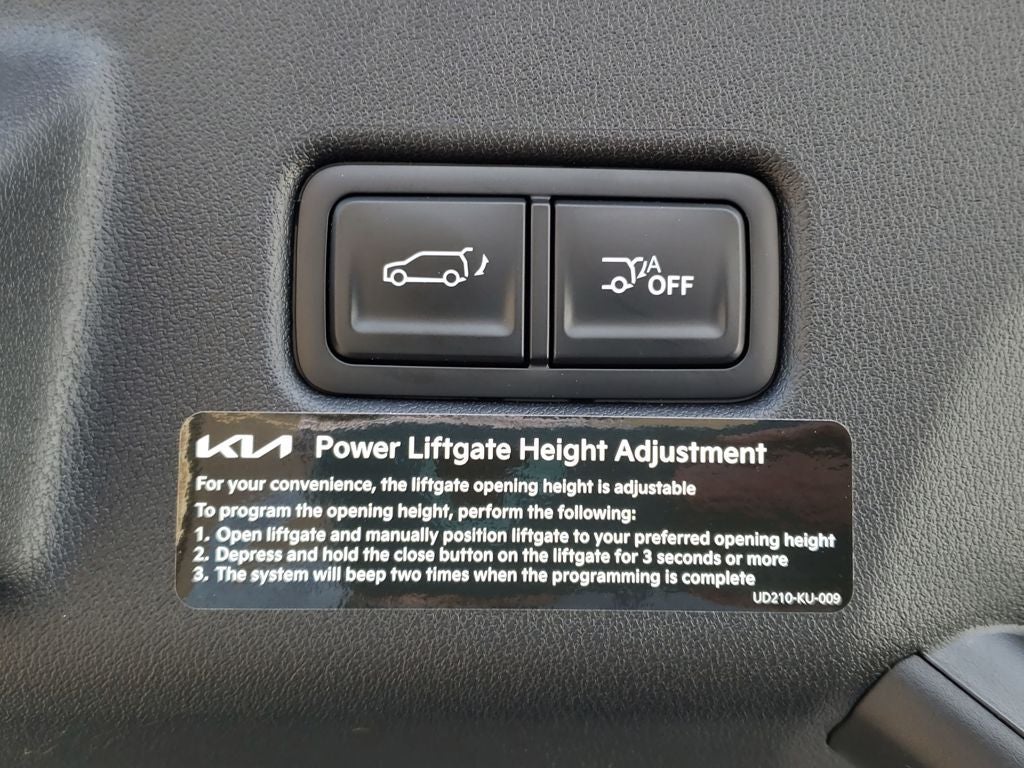 A
OFF
KIA Power Liftgate Height Adjustment
For your convenience, the liftgate opening height is adjustable
To program the opening height, perform the following:
1. Open liftgate and manually position liftgate to your preferred opening height
2. Depress and hold the close button on the liftgate for 3 seconds or more
3. The system will beep two times when the programming is complete
UD210-KU-009